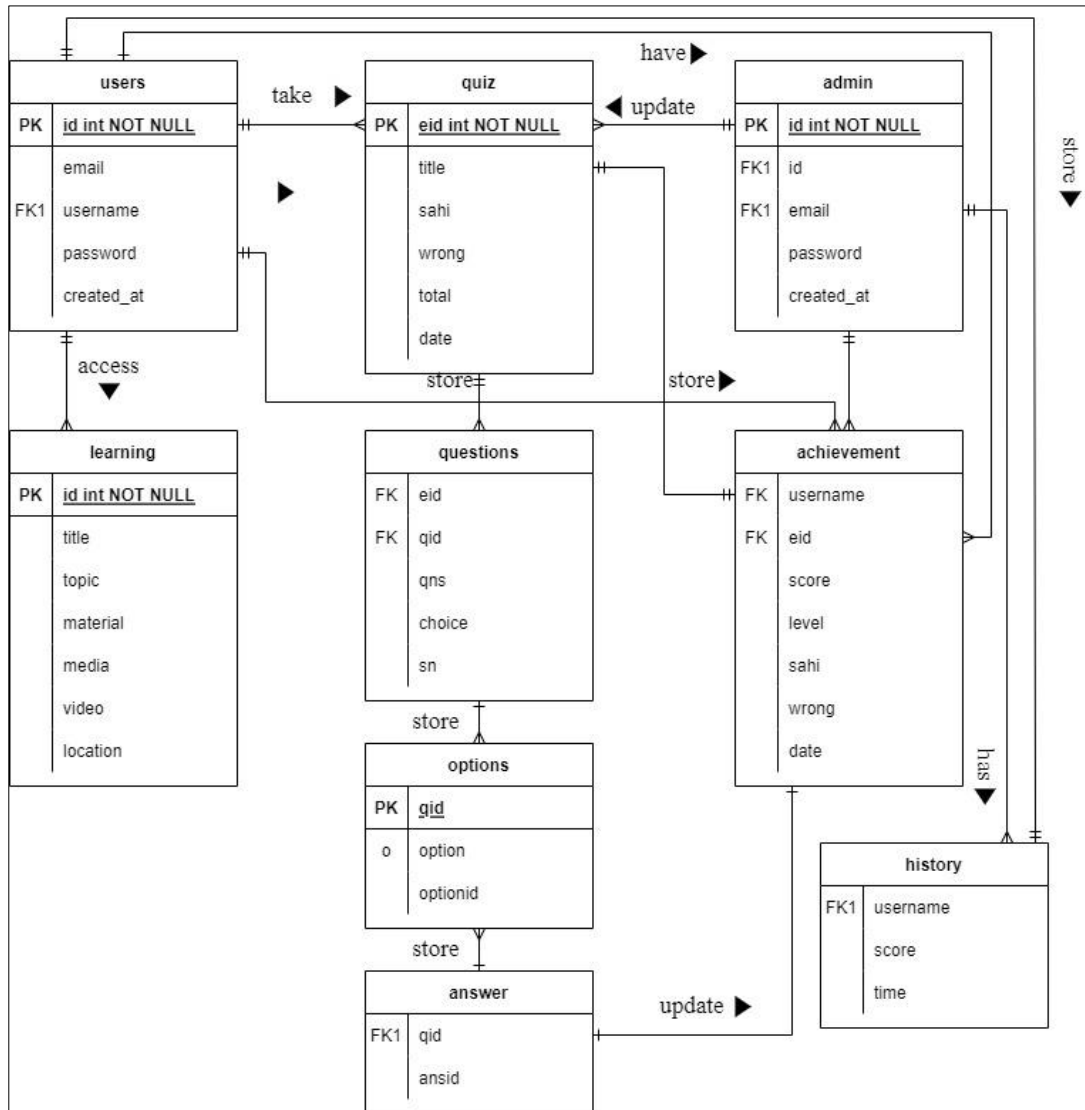 have
users
PK id int NOT NULL
email
FK1 username
password
created_at
take
quiz
PK eid int NOT NULL
title
sahi
wrong
total
date
update
admin
PK id int NOT NULL
FK1 id
FK1 email
password
created_at
store
access
store
store
learning
PK id int NOT NULL
title
topic
material
media
video
location
questions
FK eid
FK qid
qns
choice
sn
achievement
FK username
FK eid
score
level
sahi
wrong
date
store
options
PK qid
o option
optionid
has
store
history
FK1 username
score
time
answer
FK1 qid
ansid
update